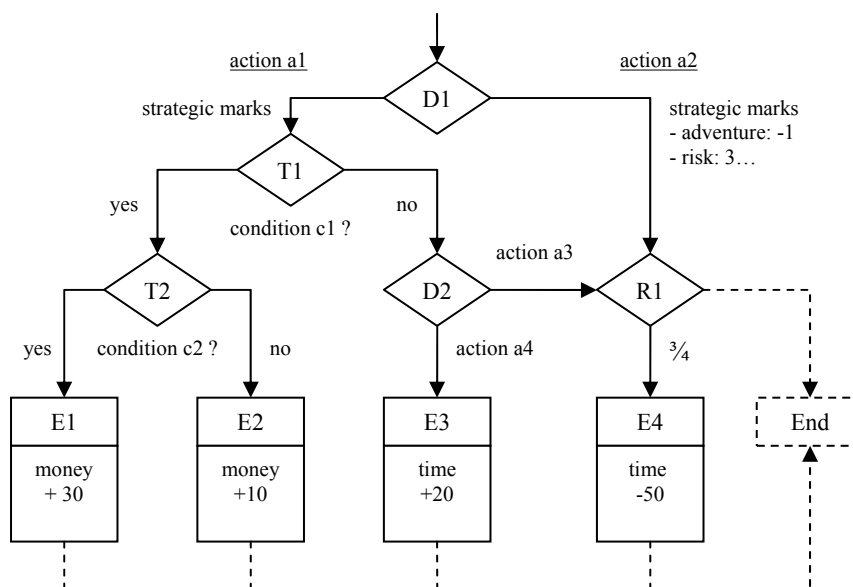 action a1
action a2
D1
strategic marks
strategic marks
- adventure: -1
- risk: 3…
T1
yes
no
condition c1 ?
action a3
T2
D2
R1
yes
condition c2 ?
no
action a4
¾
E1
E2
E3
E4
End
money
+ 30
money
+10
time
+20
time
-50